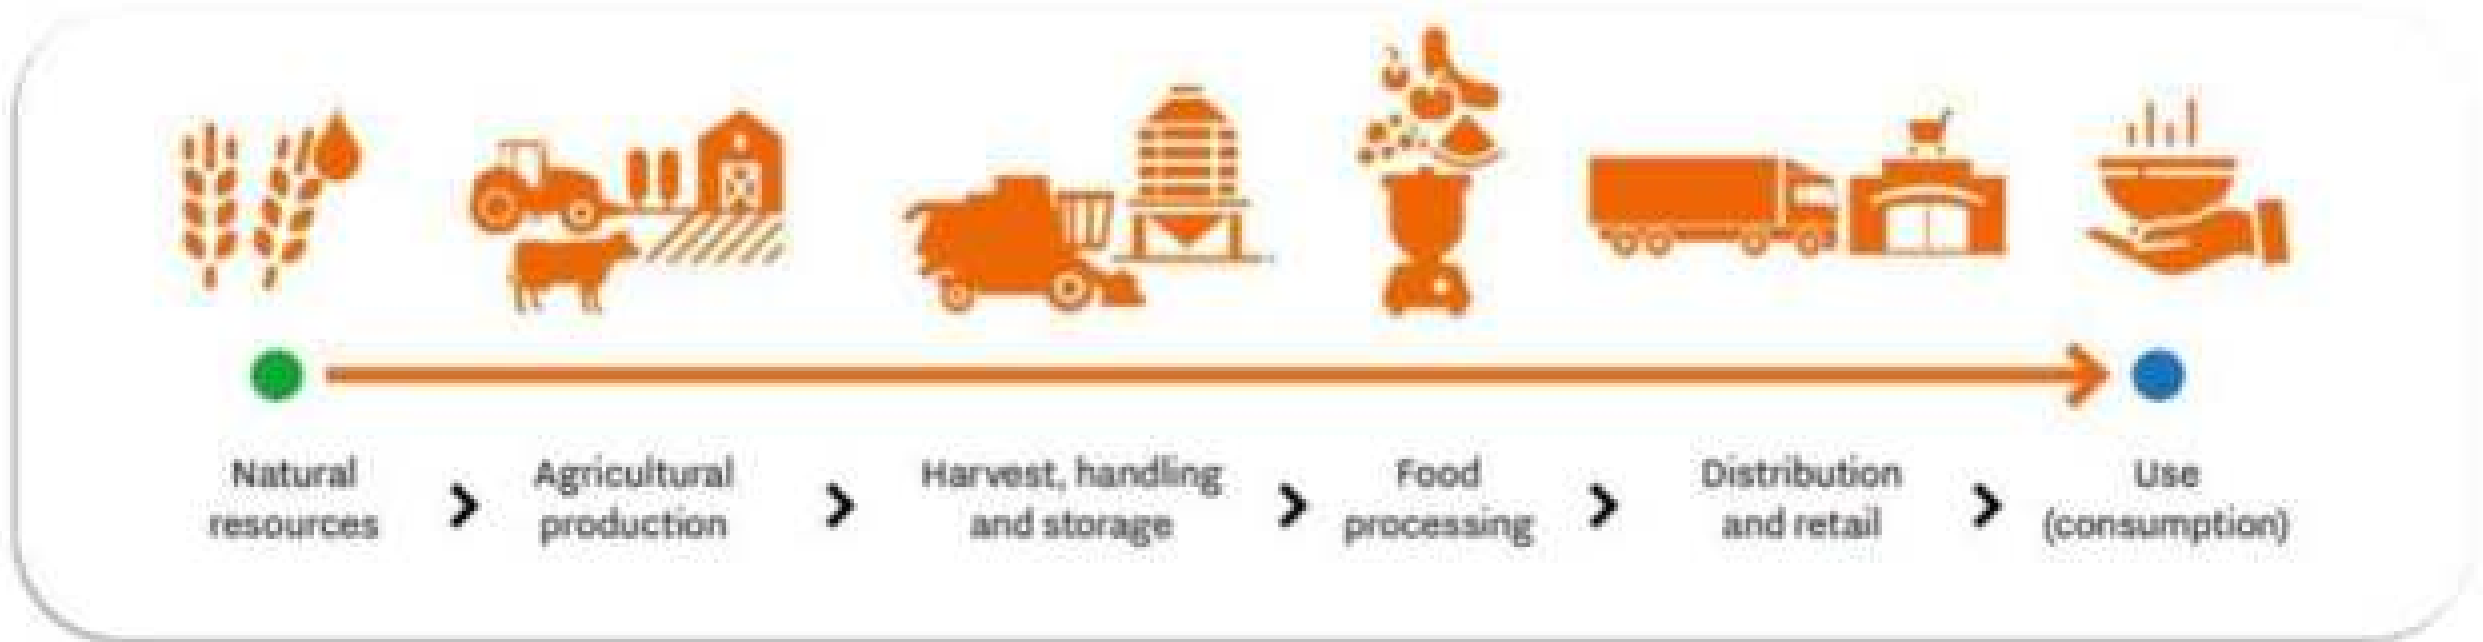 Natural
resources
Agricultural
production
Harvest, handling
and storage
Food
processing
Distribution
and retail
Use
(consumption)